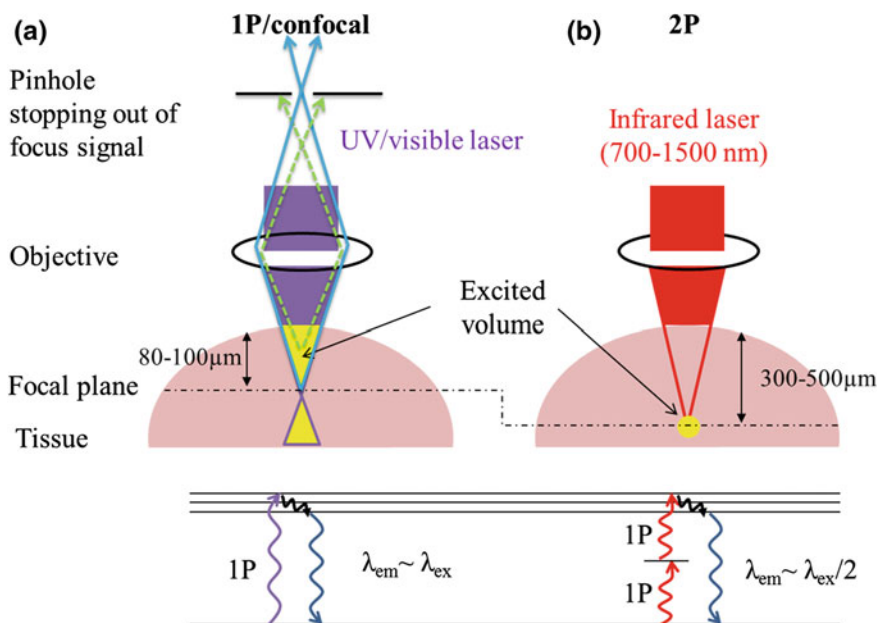 (a)
1P/confocal
(b)
2P
Pinhole
stopping out of
focus signal
UV/visible laser
Infrared laser
(700-1500 nm)
Objective
Excited
volume
80-100µm
300-500µm
Focal plane
Tissue
1P
λem~ λex
1P
1P
λem~ λex/2